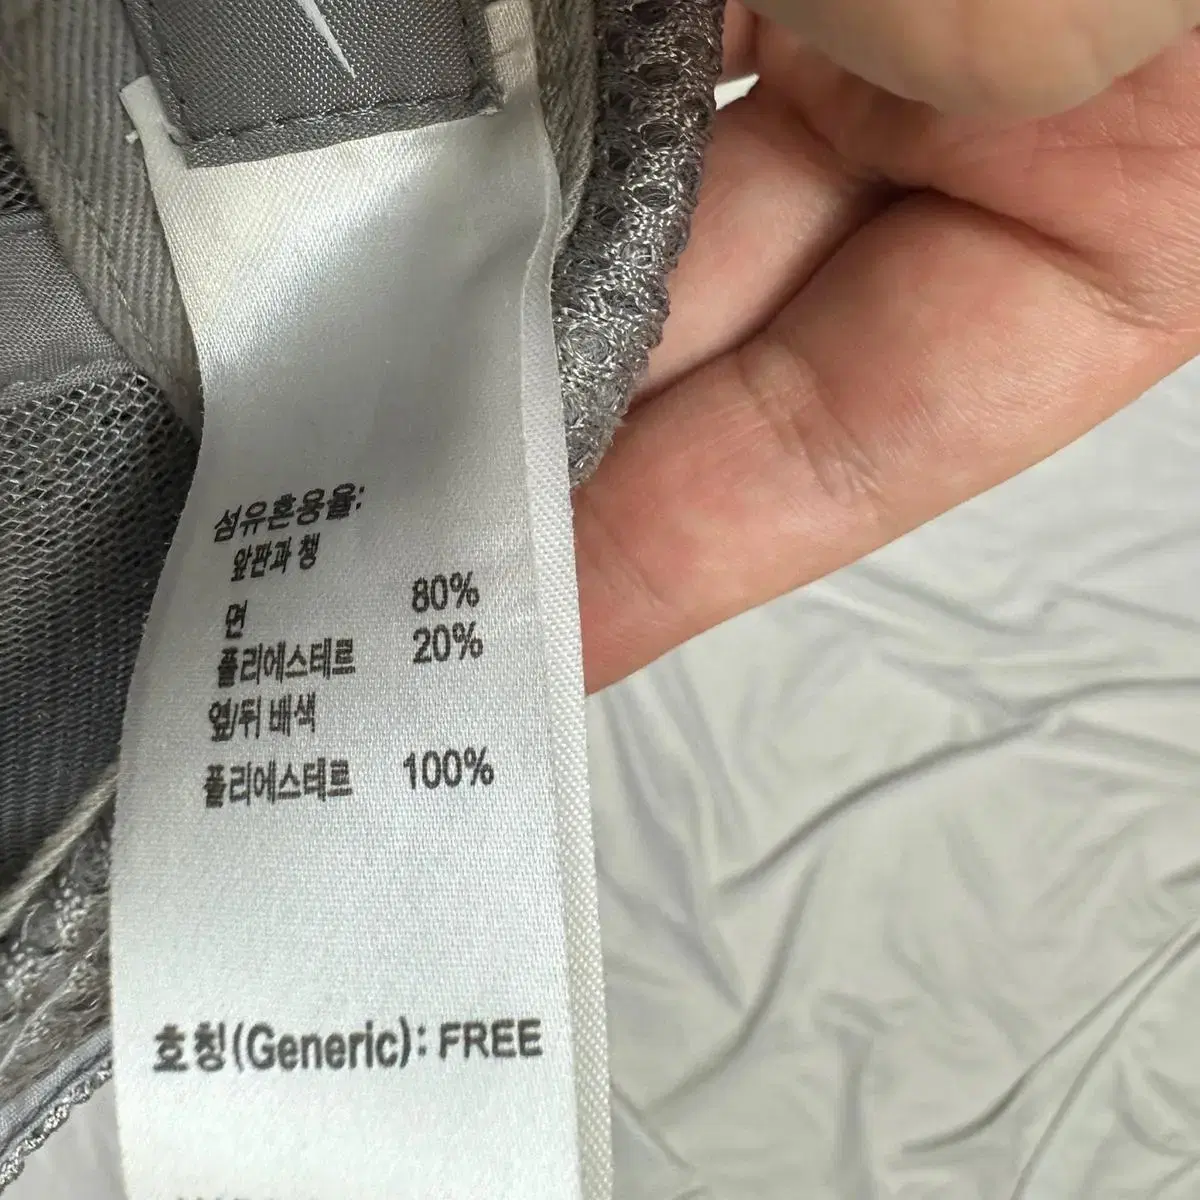 섬유혼용율:
앞판과 챙
면 80%
폴리에스테르 20%
옆/뒤 배색
폴리에스테르 100%
호칭(Generic): FREE